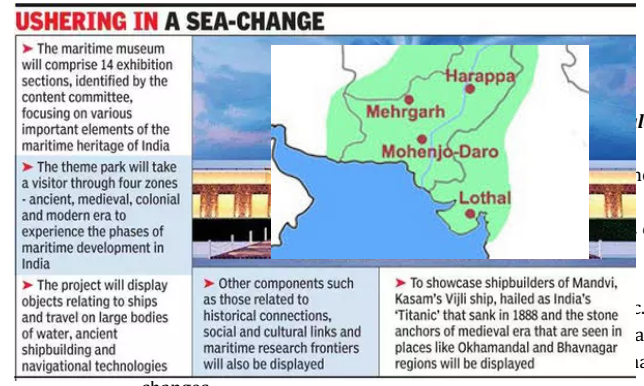 USHERING IN A SEA-CHANGE
➤ The maritime museum
will comprise 14 exhibition
sections, identified by the
content committee,
focusing on various
important elements of the
maritime heritage of India
➤ The theme park will take
a visitor through four zones
- ancient, medieval, colonial
and modern era to
experience the phases of
maritime development in
India
➤ The project will display
objects relating to ships
and travel on large bodies
of water, ancient
shipbuilding and
navigational technologies
Harappa
Mehrgarh
Mohenjo-Daro
Lothal
➤ Other components such
as those related to
historical connections,
social and cultural links and
maritime research frontiers
will also be displayed
➤ To showcase shipbuilders of Mandvi,
Kasam's Vijli ship, hailed as India's
'Titanic' that sank in 1888 and the stone
anchors of medieval era that are seen in
places like Okhamandal and Bhavnagar
regions will be displayed
changes